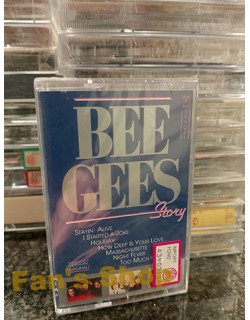 BEE
GEES
Story
STAYIN' ALIVE
I STARTED A JOKE
HOLIDAY
HOW DEEP IS YOUR LOVE
MASSACHUSETTS
NIGHT FEVER
TOO MUCH
Fan's Shop